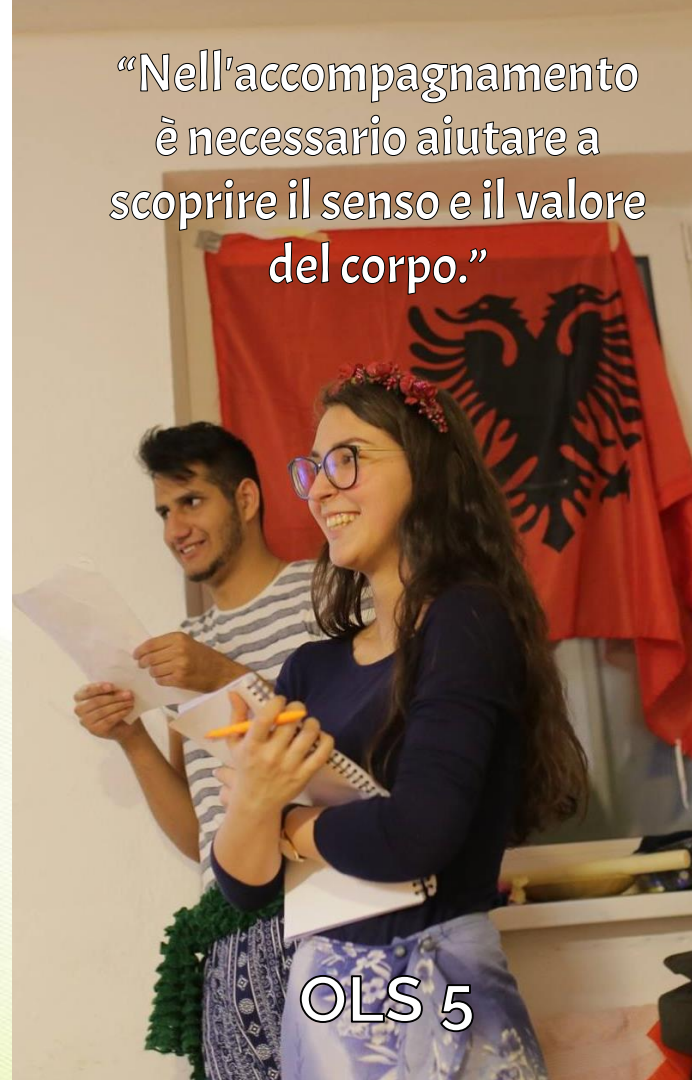 “Nell'accompagnamento
è necessario aiutare a
scoprire il senso e il valore
del corpo.”
OLS 5